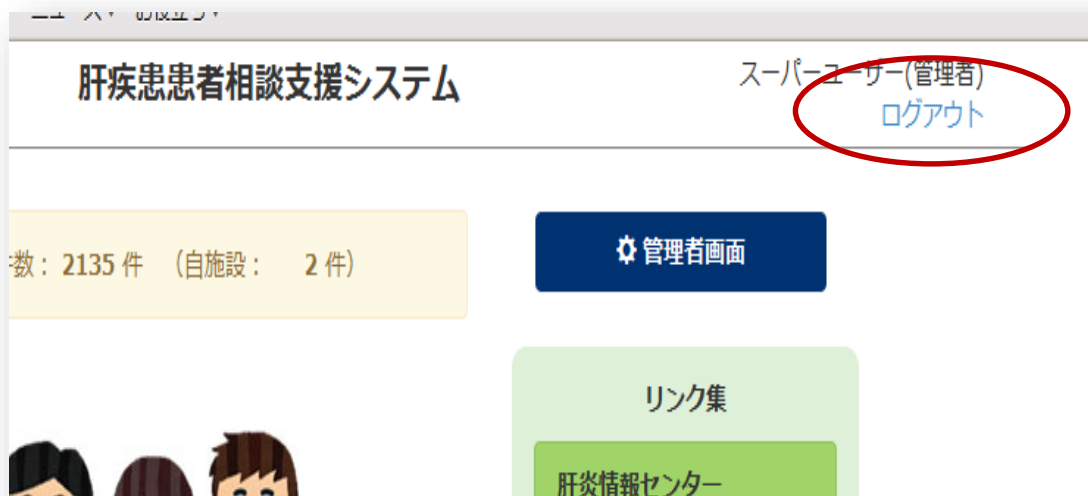 肝疾患患者相談支援システム
スーパーユーザー(管理者)
ログアウト
数： 2135 件 （自施設： 2 件）
管理者画面
リンク集
肝炎情報センター